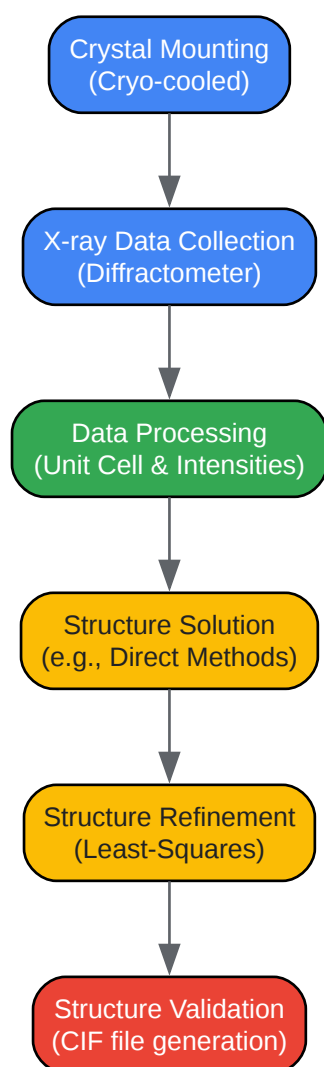 Crystal Mounting
(Cryo-cooled)
X-ray Data Collection
(Diffractometer)
Data Processing
(Unit Cell & Intensities)
Structure Solution
(e.g., Direct Methods)
Structure Refinement
(Least-Squares)
Structure Validation
(CIF file generation)